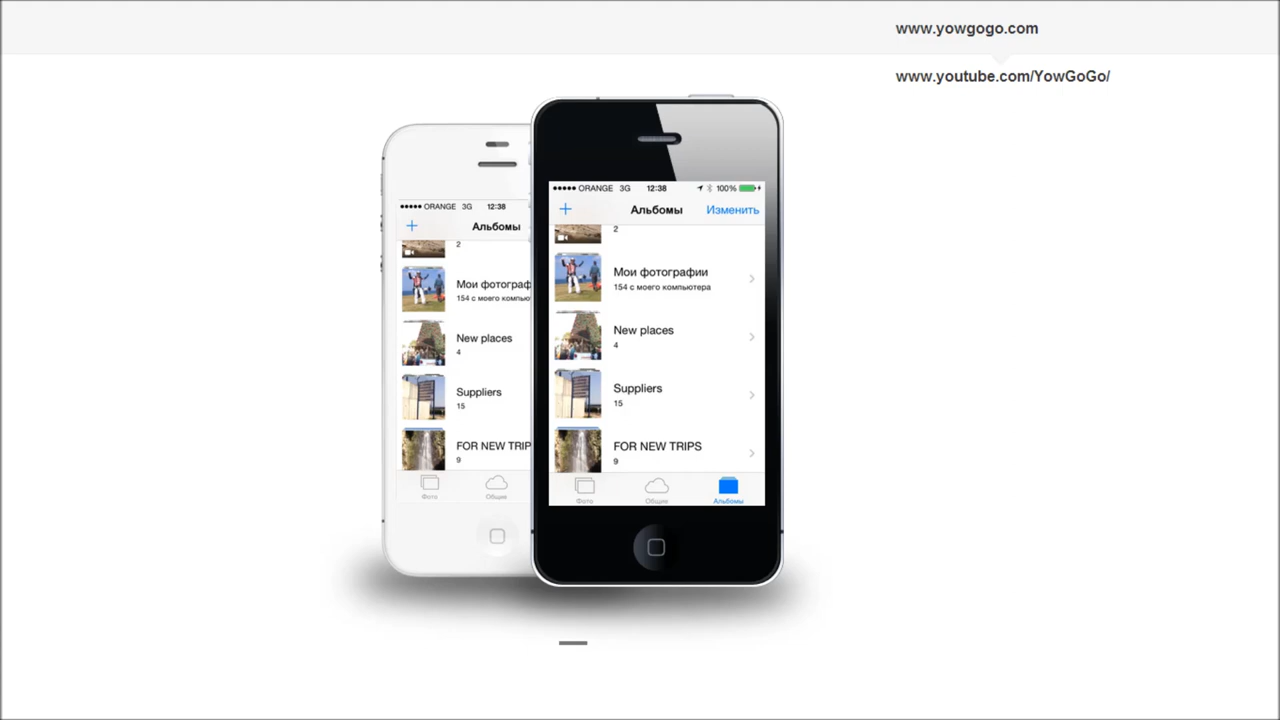 www.yowgogo.com
www.youtube.com/YowGoGo/
ORANGE 3G 12:38
Альбомы
2
Мои фотограф
154 с моего компью
New places
4
Suppliers
15
FOR NEW TRIP
9
Фото Общие
ORANGE 3G 12:38 100%
Альбомы Изменить
2
Мои фотографии
154 с моего компьютера
New places
4
Suppliers
15
FOR NEW TRIPS
9
Фото Общие Альбомы